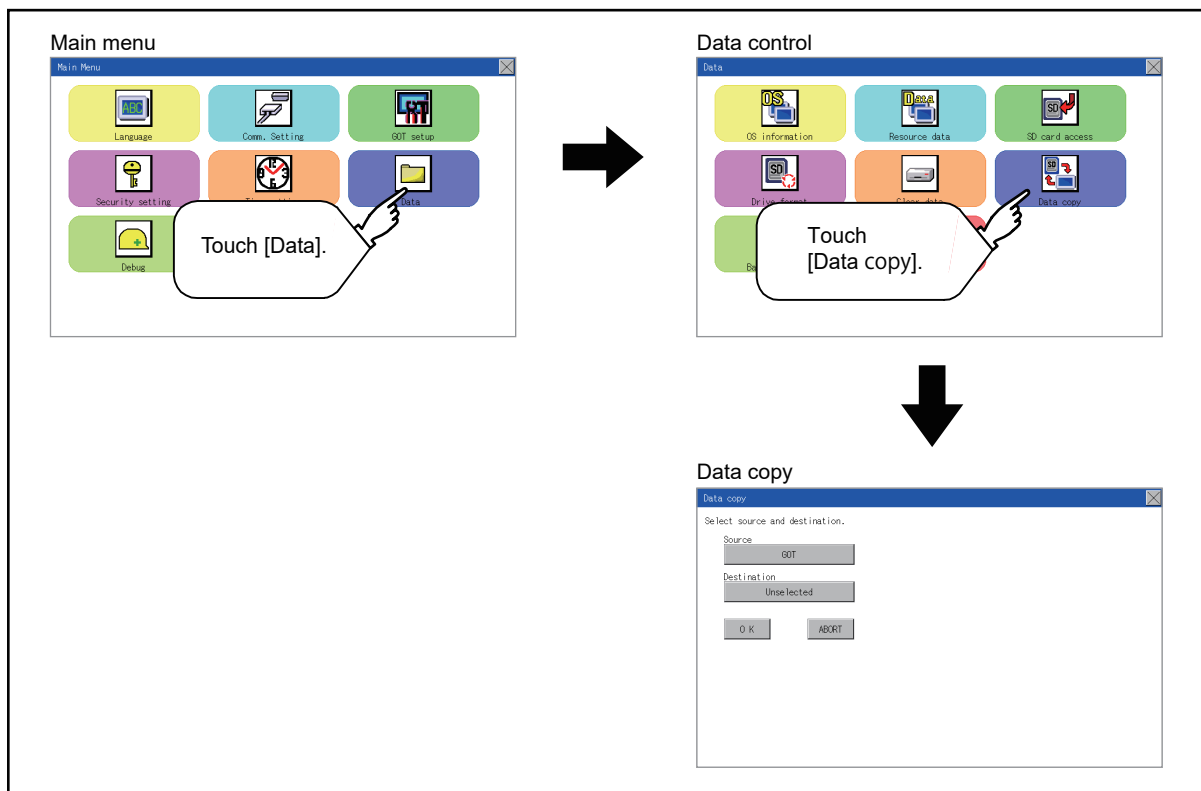 Main menu
Main Menu
Language
Comm. Setting
GOT setup
Security setting
Data
Debug
Touch [Data].
Data control
Data
OS information
Resource data
SD card access
Drive format
Clear data
Data copy
Touch
[Data copy].
Data copy
Data copy
Select source and destination.
Source
GOT
Destination
Unselected
O K
ABORT